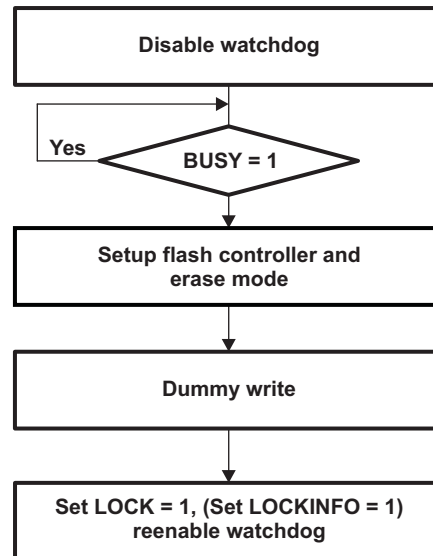 Disable watchdog
Yes
BUSY = 1
Setup flash controller and
erase mode
Dummy write
Set LOCK = 1, (Set LOCKINFO = 1)
reenable watchdog